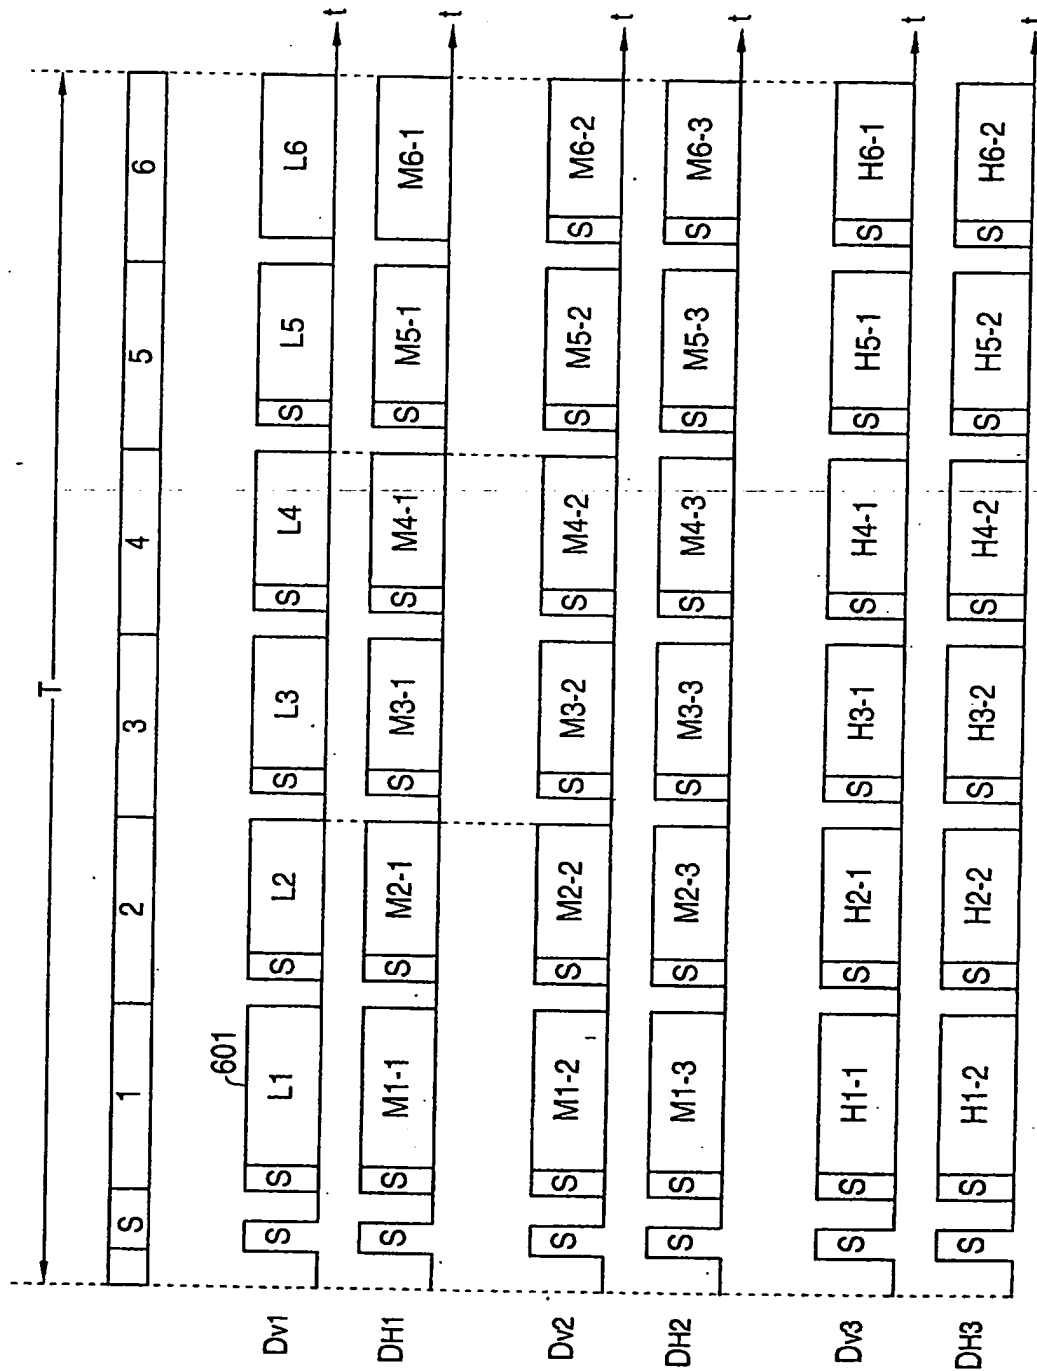 T
S 1 2 3 4 5 6
601
Dv1 S S L1 S L2 S L3 S L4 S L5 L6 t
DH1 S S M1-1 S M2-1 S M3-1 S M4-1 S M5-1 M6-1 t
Dv2 S S M1-2 S M2-2 S M3-2 S M4-2 S M5-2 S M6-2 t
DH2 S S M1-3 S M2-3 S M3-3 S M4-3 S M5-3 S M6-3 t
Dv3 S S H1-1 S H2-1 S H3-1 S H4-1 S H5-1 S H6-1 t
DH3 S S H1-2 S H2-2 S H3-2 S H4-2 S H5-2 S H6-2 t